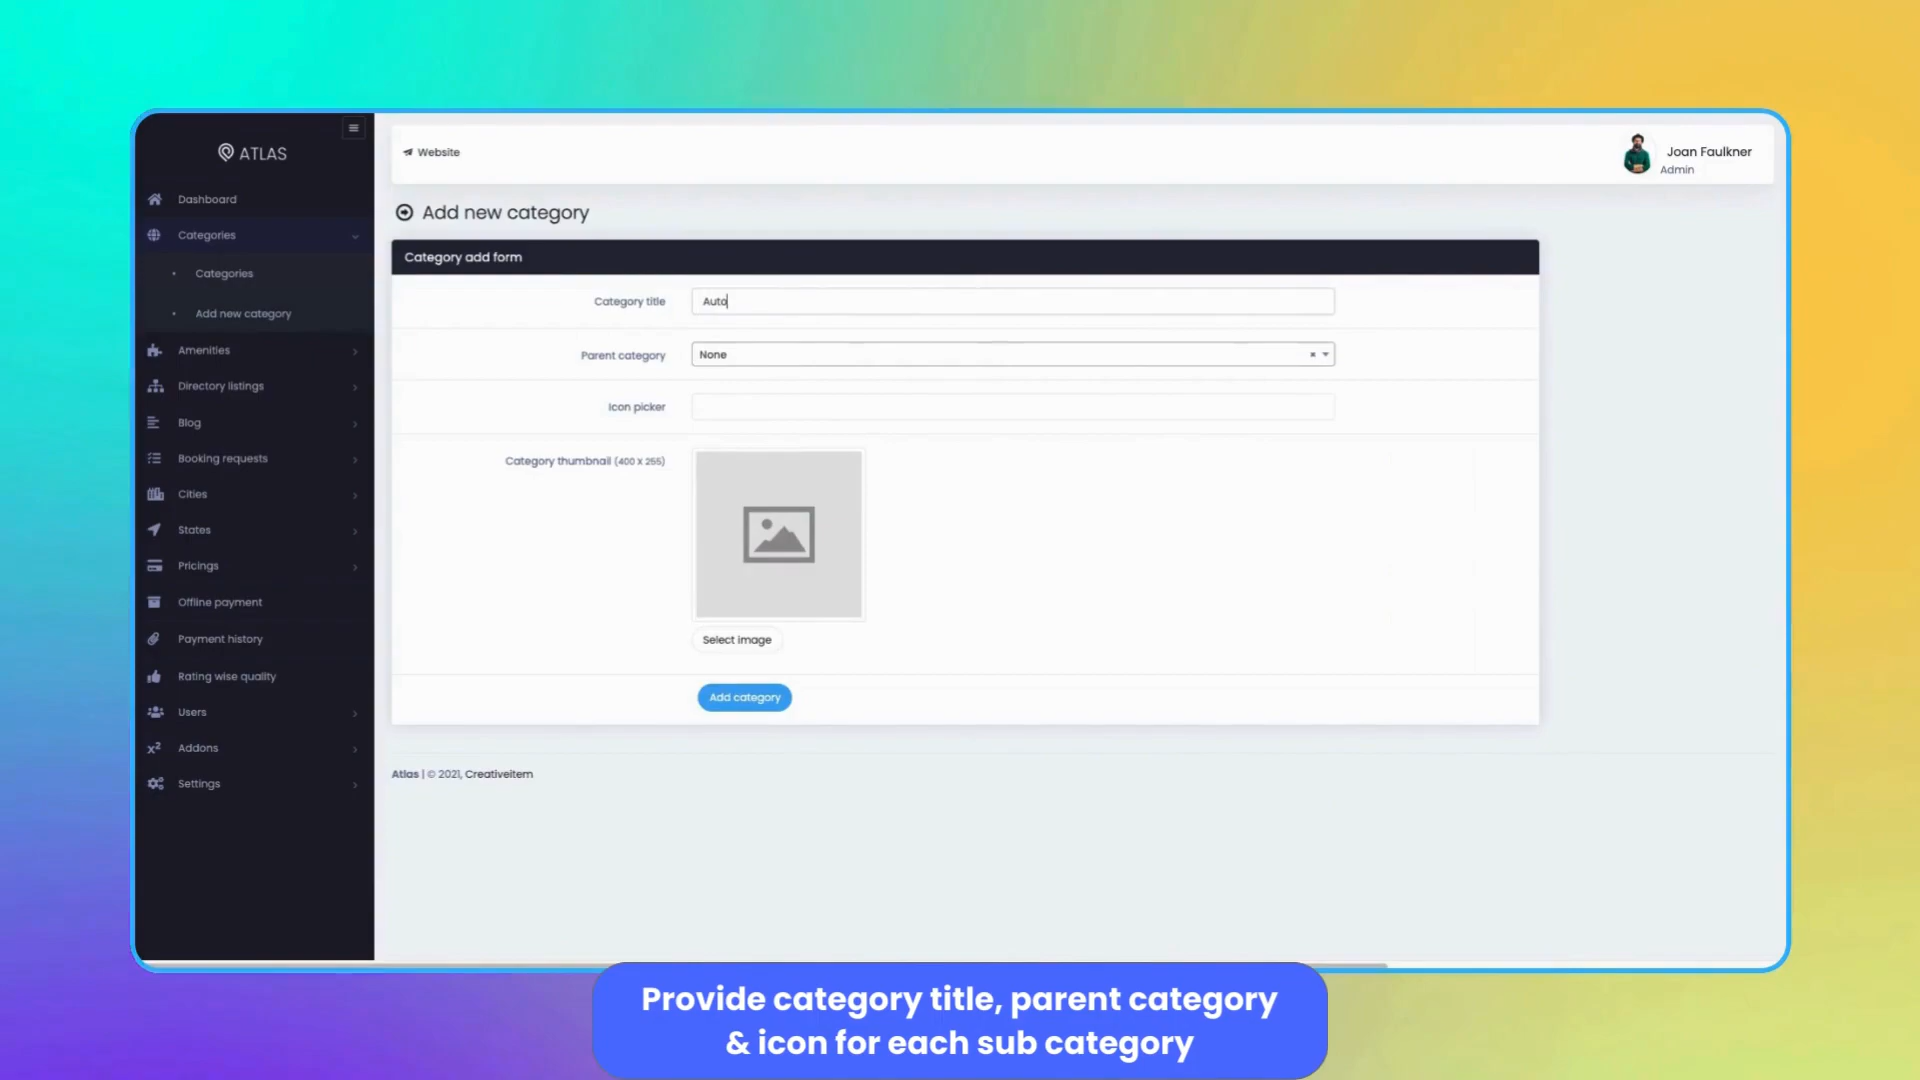 ATLAS
Dashboard
Categories
Categories
Add new category
Amenities
Directory listings
Blog
Booking requests
Cities
States
Pricings
Offline payment
Payment history
Rating wise quality
Users
x² Addons
Settings
Website
Joan Faulkner
Admin
Add new category
Category add form
Category title Auto
Parent category None × 
Icon picker
Category thumbnail (400 X 255)
Select image
Add category
Atlas | © 2021, Creativeitem
Provide category title, parent category
& icon for each sub category